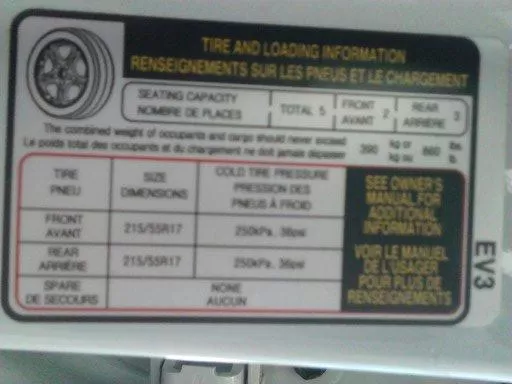 TIRE AND LOADING INFORMATION
RENSEIGNEMENTS SUR LES PNEUS ET LE CHARGEMENT
SEATING CAPACITY
NOMBRE DE PLACES
TOTAL 5
FRONT
AVANT 2
REAR
ARRIÈRE 3
The combined weight of occupants and cargo should never exceed
Le poids total des occupants et du chargement ne doit jamais dépasser
390 kg or
kg ou
860 lbs.
lb.
TIRE
PNEU
SIZE
DIMENSIONS
COLD TIRE PRESSURE
PRESSION DES
PNEUS À FROID
SEE OWNER'S
MANUAL FOR
ADDITIONAL
INFORMATION
VOIR LE MANUEL
DE L'USAGER
POUR PLUS DE
RENSEIGNEMENTS
FRONT
AVANT
215/55R17
250kPa, 36psi
REAR
ARRIÈRE
215/55R17
250kPa, 36psi
SPARE
DE SECOURS
NONE
AUCUN
EV3